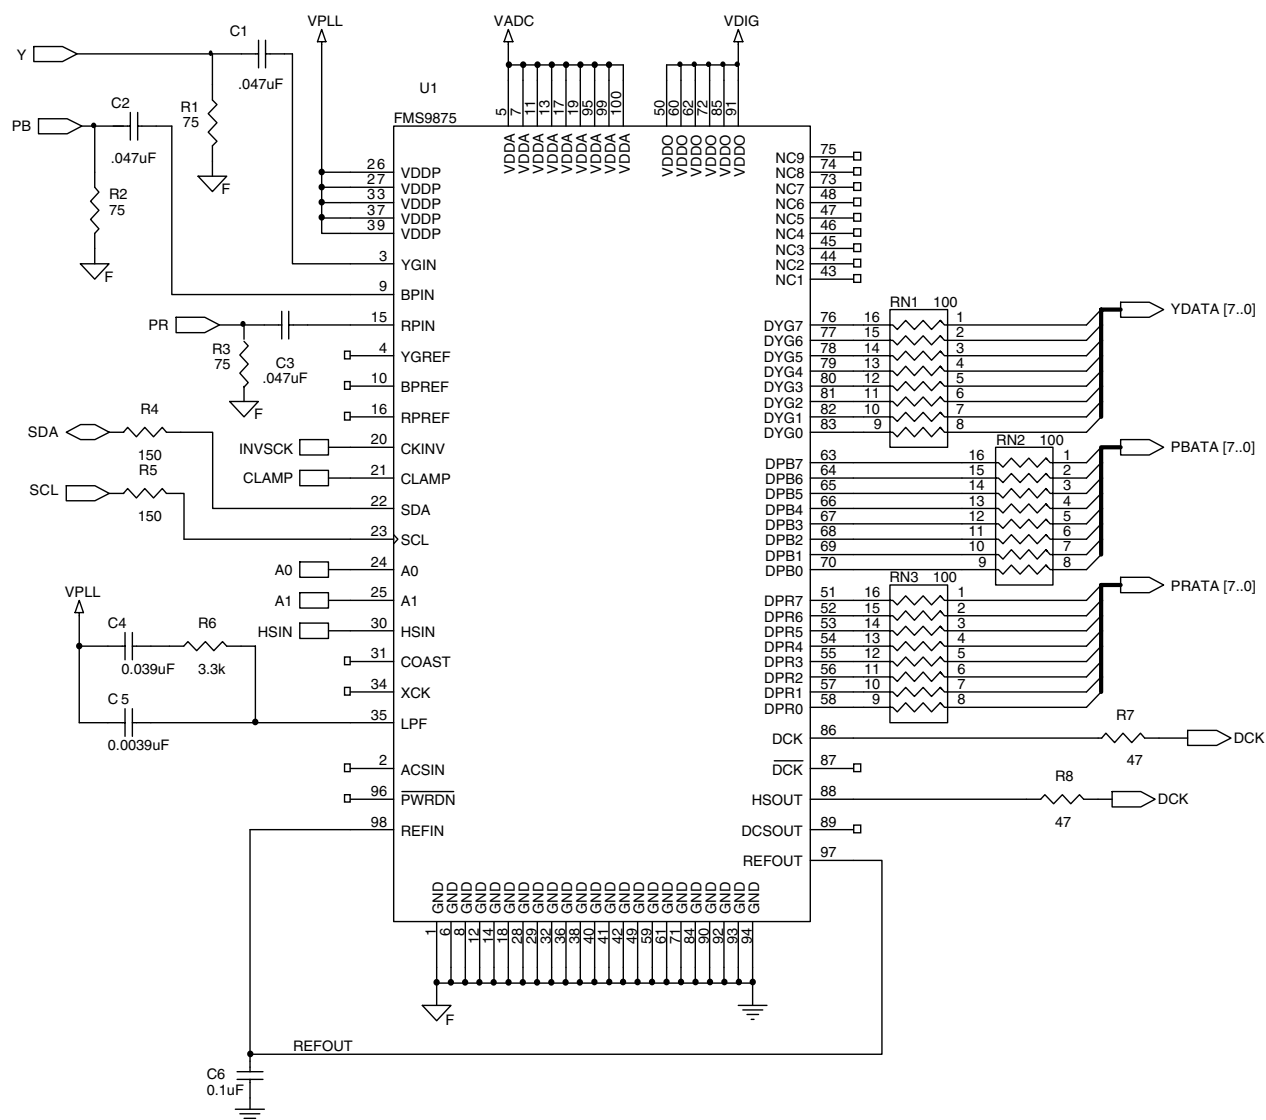 VPLL
VADC
VDIG
C1
Y
.047uF
U1
R1
75
C2
PB
.047uF
F
FMS9875
5 7 11 13 17 19 95 99 100
VDDA VDDA VDDA VDDA VDDA VDDA VDDA VDDA VDDA
50 60 62 72 85 91
VDDO VDDO VDDO VDDO VDDO VDDO
R2
75
F
26 VDDP
27 VDDP
33 VDDP
37 VDDP
39 VDDP
3 YGIN
9 BPIN
PR
15 RPIN
R3
75
C3
.047uF
F
4 YGREF
10 BPREF
16 RPREF
SDA
R4
150
INVSCK 20 CKINV
CLAMP 21 CLAMP
SCL
R5
150
22 SDA
23 SCL
A0 24 A0
A1 25 A1
HSIN 30 HSIN
31 COAST
34 XCK
35 LPF
VPLL
C4
0.039uF
R6
3.3k
C5
0.0039uF
2 ACSIN
96 PWRDN
98 REFIN
NC9 75
NC8 74
NC7 73
NC6 48
NC5 47
NC4 46
NC3 45
NC2 44
NC1 43
RN1 100
DYG7 76 16 1
DYG6 77 15 2
DYG5 78 14 3
DYG4 79 13 4
DYG3 80 12 5
DYG2 81 11 6
DYG1 82 10 7
DYG0 83 9 8
YDATA [7..0]
RN2 100
DPB7 63 16 1
DPB6 64 15 2
DPB5 65 14 3
DPB4 66 13 4
DPB3 67 12 5
DPB2 68 11 6
DPB1 69 10 7
DPB0 70 9 8
PBATA [7..0]
RN3 100
DPR7 51 16 1
DPR6 52 15 2
DPR5 53 14 3
DPR4 54 13 4
DPR3 55 12 5
DPR2 56 11 6
DPR1 57 10 7
DPR0 58 9 8
PRATA [7..0]
DCK 86
R7
47
DCK
DCK 87
HSOUT 88
R8
47
DCK
DCSOUT 89
REFOUT 97
GND GND GND GND GND GND GND GND GND GND GND GND GND GND GND GND GND GND GND GND GND GND GND
1 6 8 12 14 18 28 29 32 36 38 40 41 42 49 59 61 71 84 90 92 93 94
F
REFOUT
C6
0.1uF